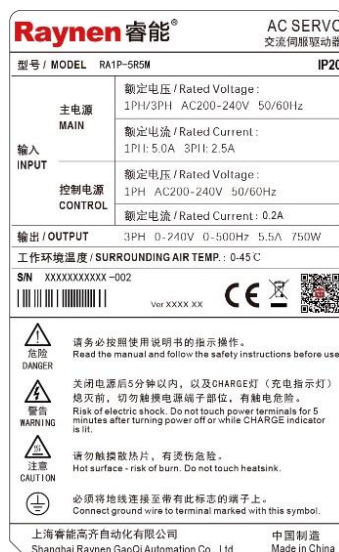 Raynen 睿能®
AC SERVO
交流伺服驱动器
型号 / MODEL RA1P-5R5M IP20
输入
INPUT
主电源
MAIN
额定电压 / Rated Voltage :
1PH/3PH AC200-240V 50/60Hz
额定电流 / Rated Current :
1PH: 5.0A 3PH: 2.5A
控制电源
CONTROL
额定电压 / Rated Voltage :
1PH AC200-240V 50/60Hz
额定电流 / Rated Current : 0.2A
输出 / OUTPUT 3PH 0-240V 0-500Hz 5.5A 750W
工作环境温度 / SURROUNDING AIR TEMP. : 0-45℃
S/N XXXXXXXXXXX-002
Ver XXXX.XX
CE
危险
DANGER
请务必按照使用说明书的指示操作。
Read the manual and follow the safety instructions before use
警告
WARNING
关闭电源后5分钟以内，以及CHARGE灯（充电指示灯）
熄灭前，切勿触摸电源端子部位，有触电危险。
Risk of electric shock. Do not touch power terminals for 5
minutes after turning power off or while CHARGE indicator
is lit.
注意
CAUTION
请勿触摸散热片，有烫伤危险。
Hot surface - risk of burn. Do not touch heatsink.
必须将地线连接至带有此标志的端子上。
Connect ground wire to terminal marked with this symbol.
上海睿能高齐自动化有限公司 中国制造
Shanghai Raynen GaoQi Automation Co., Ltd Made in China